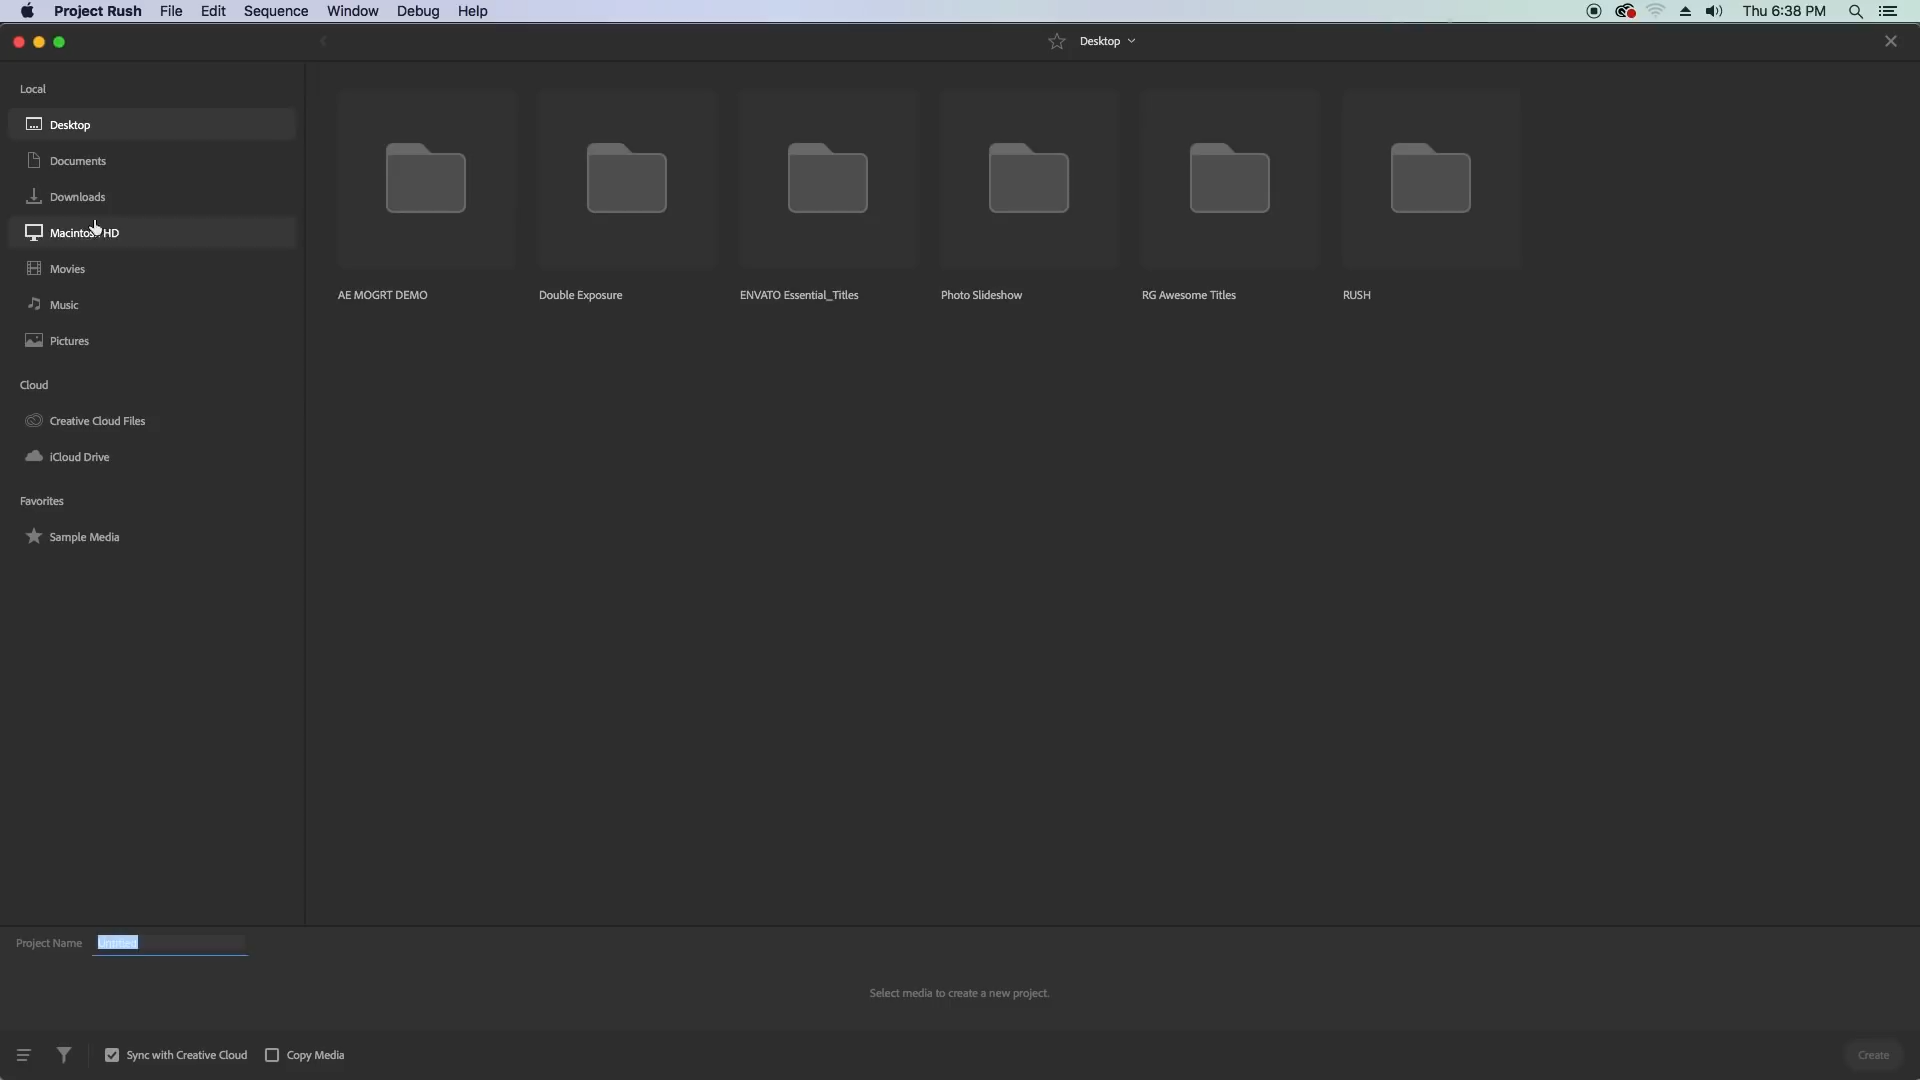 Project Rush File Edit Sequence Window Debug Help Thu 6:38 PM
Desktop
Local
Desktop
Documents
Downloads
Macintosh HD
Movies
Music
Pictures
Cloud
Creative Cloud Files
iCloud Drive
Favorites
Sample Media
AE MOGRT DEMO
Double Exposure
ENVATO Essential_Titles
Photo Slideshow
RG Awesome Titles
RUSH
Project Name Untitled
Select media to create a new project.
Sync with Creative Cloud Copy Media Create